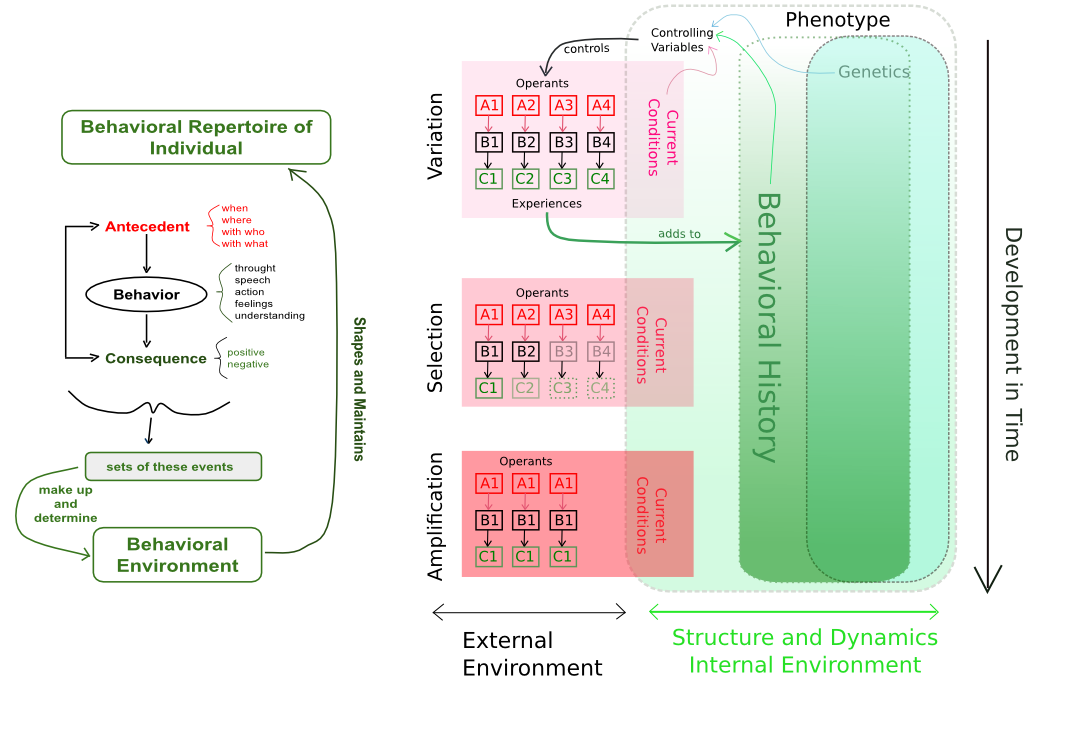 Behavioral Repertoire of
Individual
Antecedent
when
where
with who
with what
Behavior
throught
speech
action
feelings
understanding
Consequence
positive
negative
sets of these events
make up
and
determine
Behavioral
Environment
Shapes and Maintains
Phenotype
Controlling
Variables
controls
Genetics
Variation
Operants
A1 A2 A3 A4
B1 B2 B3 B4
C1 C2 C3 C4
Experiences
Current
Conditions
adds to
Behavioral History
Selection
Operants
A1 A2 A3 A4
B1 B2 B3 B4
C1 C2 C3 C4
Current
Conditions
Amplification
Operants
A1 A1 A1
B1 B1 B1
C1 C1 C1
Current
Conditions
Development in Time
External
Environment
Structure and Dynamics
Internal Environment